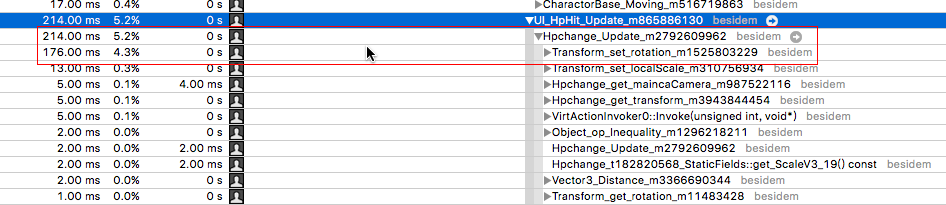 17.00 ms 0.4% 0 s CharactorBase_Moving_m516719863 besidem
214.00 ms 5.2% 0 s UI_HpHit_Update_m865886130 besidem
214.00 ms 5.2% 0 s Hpchange_Update_m2792609962 besidem
176.00 ms 4.3% 0 s Transform_set_rotation_m1525803229 besidem
13.00 ms 0.3% 0 s Transform_set_localScale_m310756934 besidem
5.00 ms 0.1% 4.00 ms Hpchange_get_maincaCamera_m987522116 besidem
5.00 ms 0.1% 0 s Hpchange_get_transform_m3943844454 besidem
5.00 ms 0.1% 0 s VirtActionInvoker0::Invoke(unsigned int, void*) besidem
2.00 ms 0.0% 0 s Object_op_Inequality_m1296218211 besidem
2.00 ms 0.0% 2.00 ms Hpchange_Update_m2792609962 besidem
2.00 ms 0.0% 2.00 ms Hpchange_t182820568_StaticFields::get_ScaleV3_19() const besidem
2.00 ms 0.0% 0 s Vector3_Distance_m3366690344 besidem
1.00 ms 0.0% 0 s Transform_get_rotation_m11483428 besidem